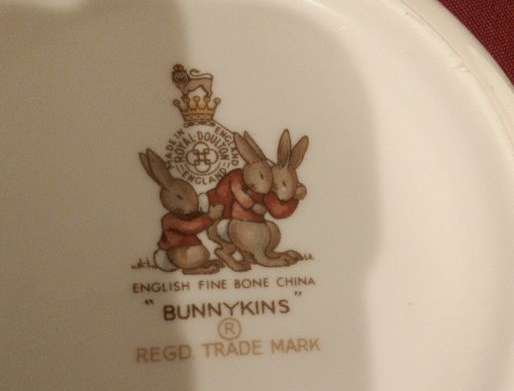 MADE IN ENGLAND
ROYAL DOULTON
ENGLAND
ENGLISH FINE BONE CHINA
"BUNNYKINS"
®
REGD. TRADE MARK